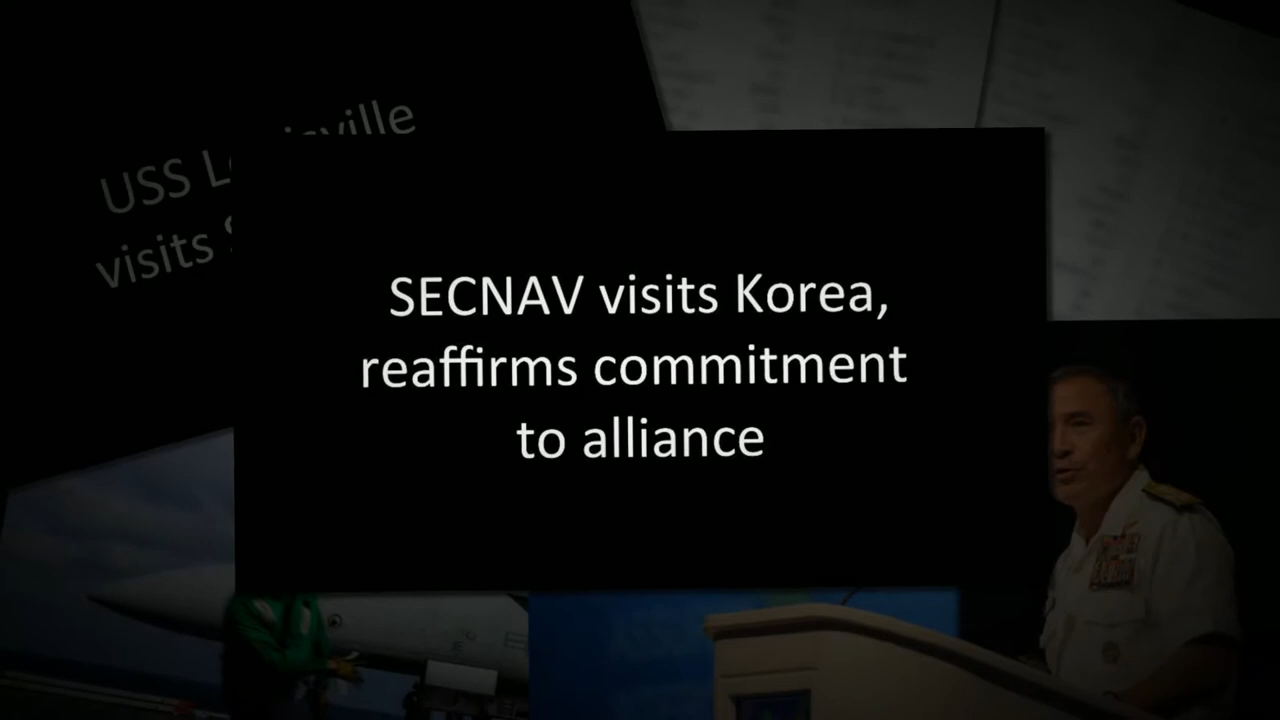 USS
visits
SECNAV visits Korea,
reaffirms commitment
to alliance